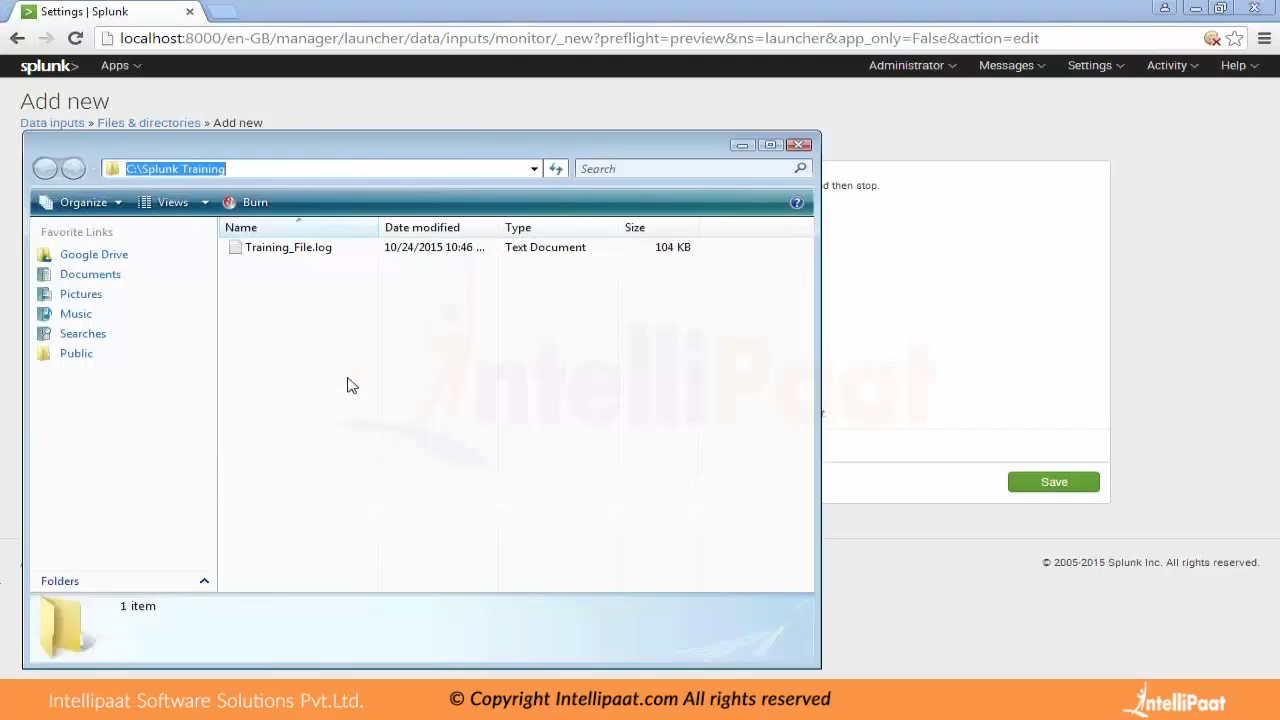 Settings | Splunk
localhost:8000/en-GB/manager/launcher/data/inputs/monitor/_new?preflight=preview&ns=launcher&app_only=False&action=edit
splunk> Apps Administrator Messages Settings Activity Help
Add new
Data inputs » Files & directories » Add new
C:\Splunk Training Search
d then stop.
Organize Views Burn ?
Favorite Links Name Date modified Type Size
Training_File.log 10/24/2015 10:46 ... Text Document 104 KB
Google Drive
Documents
Pictures
Music
Searches
Public
IntelliPaat
Save
© 2005-2015 Splunk Inc. All rights reserved.
Folders
1 item
Intellipaat Software Solutions Pvt.Ltd. © Copyright Intellipaat.com All rights reserved IntelliPaat